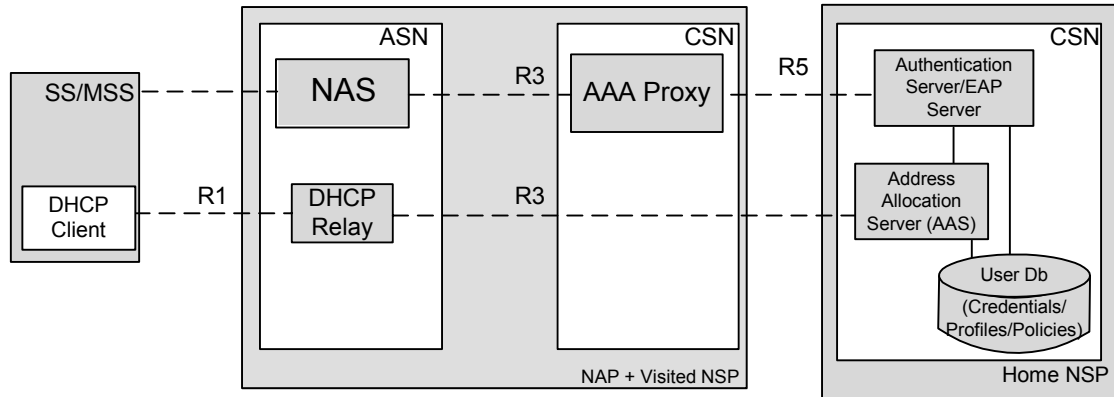 ASN
CSN
CSN
SS/MSS
NAS
R3
AAA Proxy
R5
Authentication
Server/EAP
Server
DHCP
Client
R1
DHCP
Relay
R3
Address
Allocation
Server (AAS)
User Db
(Credentials/
Profiles/Policies)
NAP + Visited NSP
Home NSP